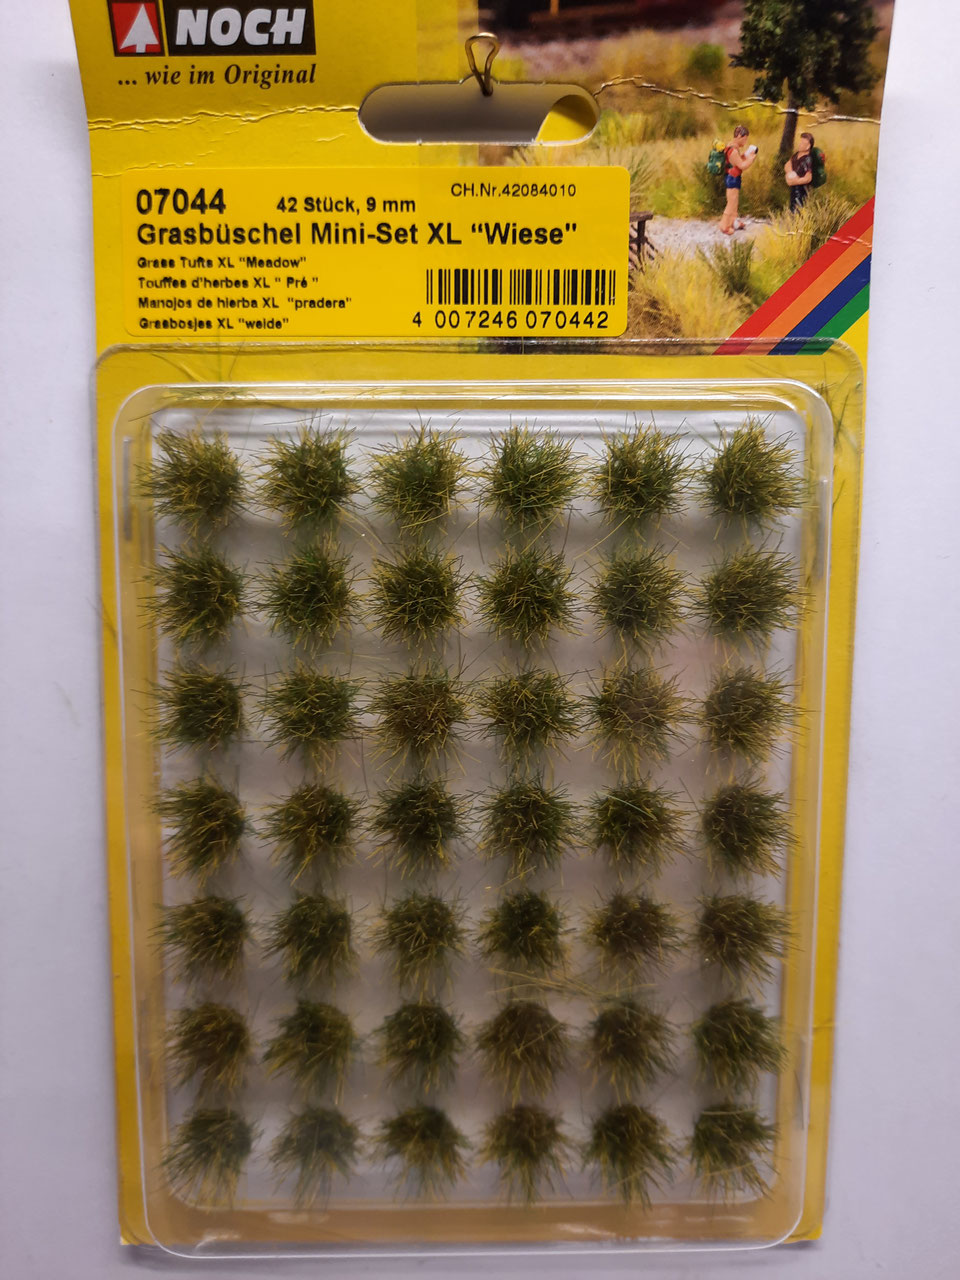 NOCH
... wie im Original
07044 42 Stück, 9 mm CH.Nr.42084010
Grasbüschel Mini-Set XL "Wiese"
Grass Tufts XL "Meadow"
Touffes d'herbes XL " Pré "
Manojos de hierba XL "pradera"
Grasbosjes XL "weide"
4 007246 070442